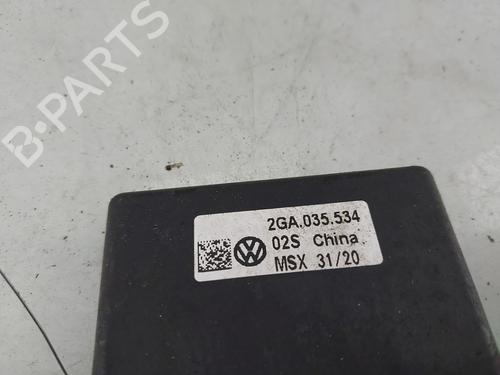 B-PARTS
2GA.035.534
02S China
MSX 31/20